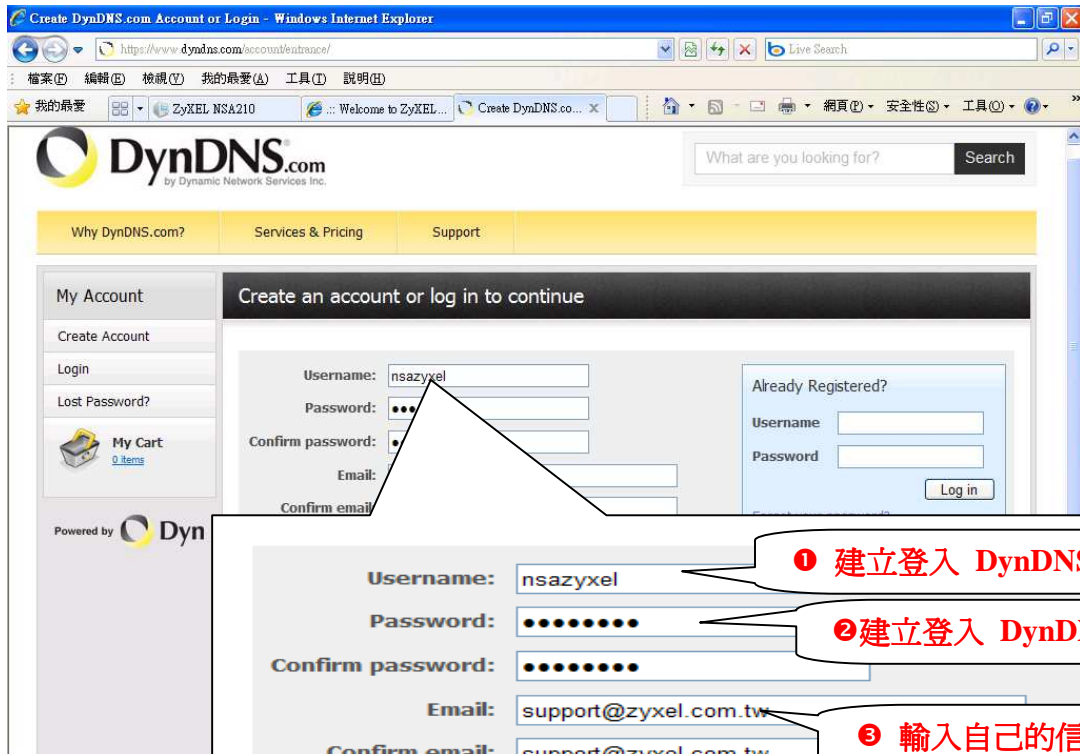 Create DynDNS.com Account or Login - Windows Internet Explorer
https://www.dyndns.com/account/entrance/
Live Search
檔案(F) 編輯(E) 檢視(V) 我的最愛(A) 工具(T) 說明(H)
我的最愛 ZyXEL NSA210 .:: Welcome to ZyXEL... Create DynDNS.co... X 網頁(P) 安全性(S) 工具(O) »
DynDNS.com
by Dynamic Network Services Inc.
What are you looking for? Search
Why DynDNS.com? Services & Pricing Support
My Account
Create an account or log in to continue
Create Account
Login
Lost Password?
My Cart
0 items
Powered by Dyn
Username: nsazyxel
Password: •••
Confirm password: •
Email:
Confirm email
Already Registered?
Username
Password
Log in
Forgot your password?
Username: nsazyxel
❶ 建立登入 DynDNS
Password: ••••••••
❷建立登入 DynD
Confirm password: ••••••••
Email: support@zyxel.com.tw
❸ 輸入自己的信
Confirm email: support@zyxel.com.tw